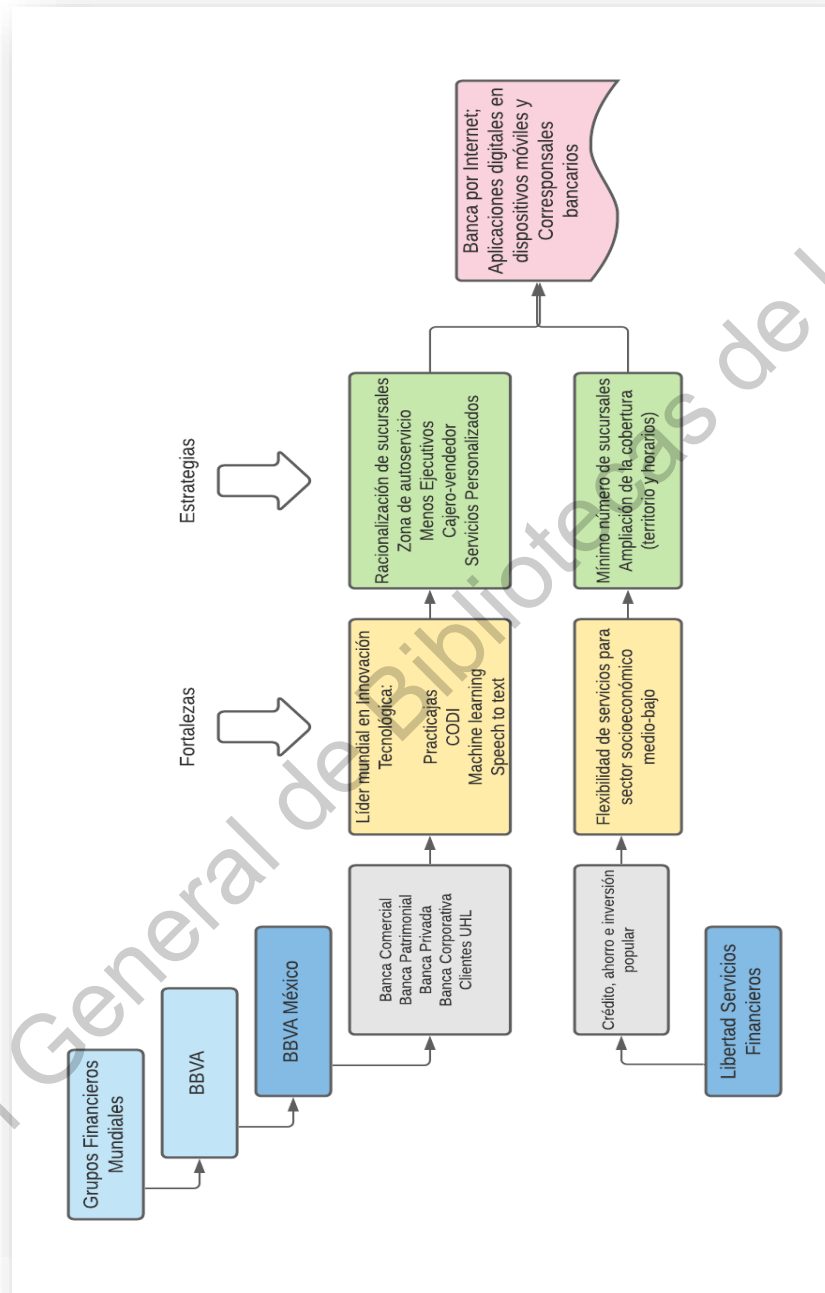 Fortalezas
Estrategias
Grupos Financieros
Mundiales
BBVA
BBVA México
Banca Comercial
Banca Patrimonial
Banca Privada
Banca Corporativa
Clientes UHL
Líder mundial en Innovación
Tecnológica:
Practicajas
CODI
Machine learning
Speech to text
Racionalización de sucursales
Zona de autoservicio
Menos Ejecutivos
Cajero-vendedor
Servicios Personalizados
Banca por Internet;
Aplicaciones digitales en
dispositivos móviles y
Corresponsales
bancarios
Crédito, ahorro e inversión
popular
Flexibilidad de servicios para
sector socioeconómico
medio-bajo
Mínimo número de sucursales
Ampliación de la cobertura
(territorio y horarios)
Libertad Servicios
Financieros
General de Bibliotecas de